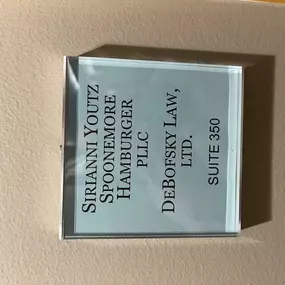 SIRIANNI YOUTZ
SPOONEMORE
HAMBURGER
PLLC
DEBOFSKY LAW,
LTD.
SUITE 350